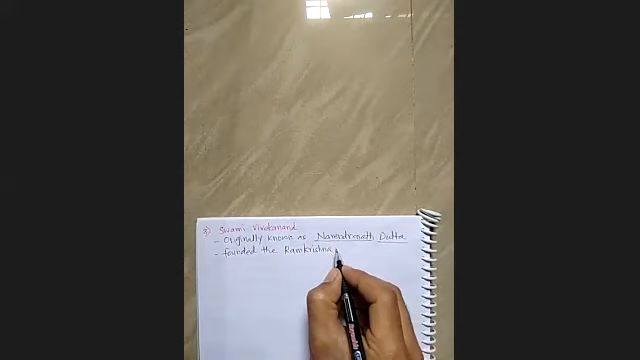 3) Swami Vivekanand
- Originally known as Narendranath Dutta
- founded the Ramkrishna